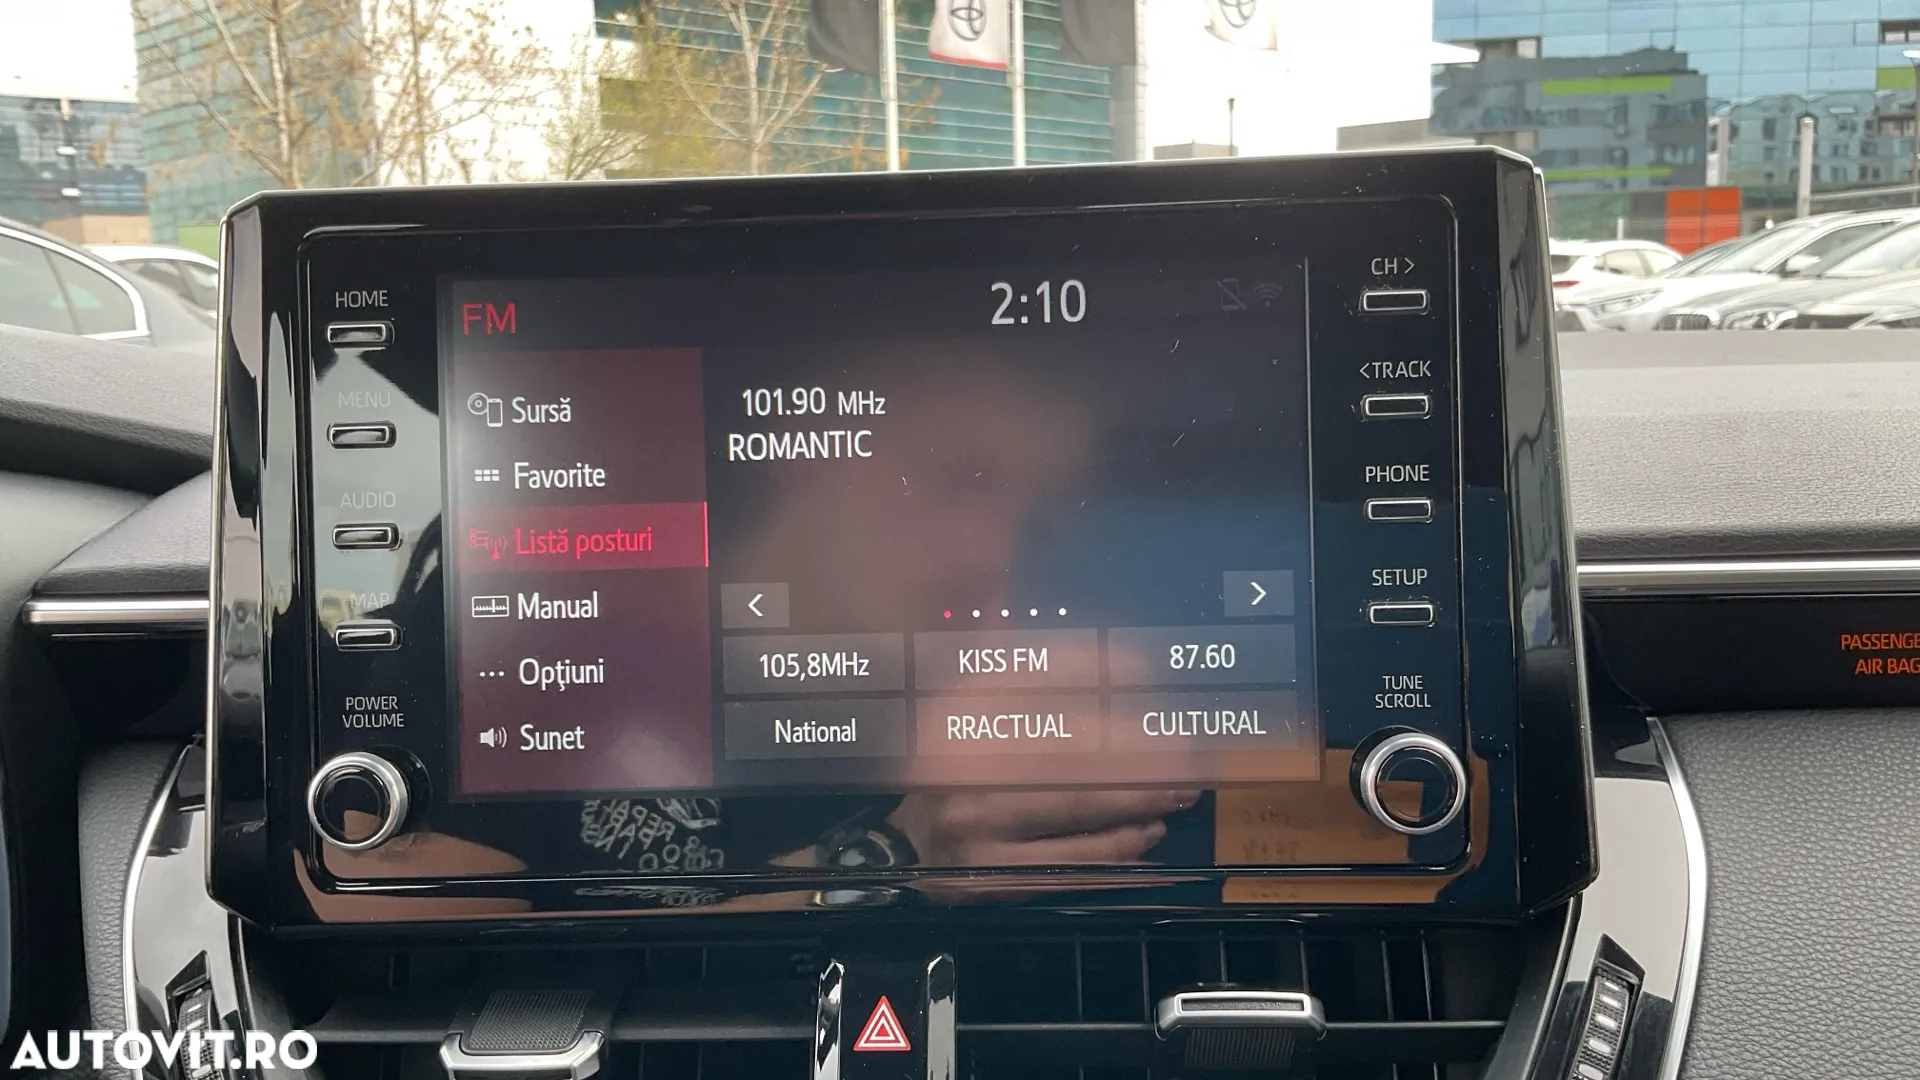 HOME
MENU
AUDIO
MAP
POWER
VOLUME
FM
2:10
Sursă
Favorite
Listă posturi
Manual
Opţiuni
Sunet
101.90 MHz
ROMANTIC
<
>
105,8MHz
KISS FM
87.60
National
RRACTUAL
CULTURAL
CH >
<TRACK
PHONE
SETUP
TUNE
SCROLL
PASSENGE
AIR BAG
AUTOVIT.RO